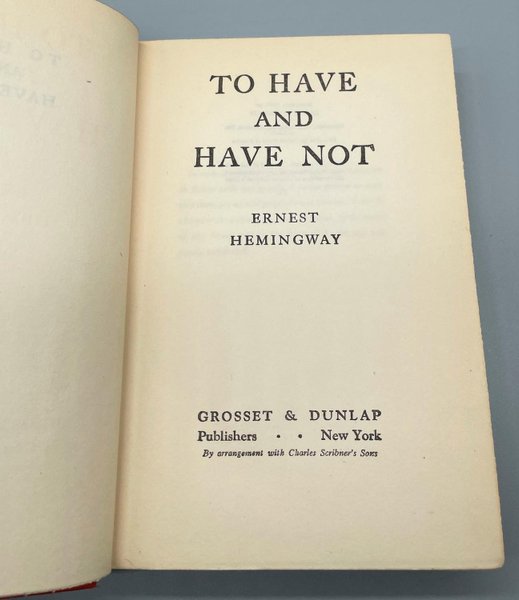 TO HAVE
AND
HAVE NOT
ERNEST
HEMINGWAY
GROSSET & DUNLAP
Publishers · · New York
By arrangement with Charles Scribner's Sons